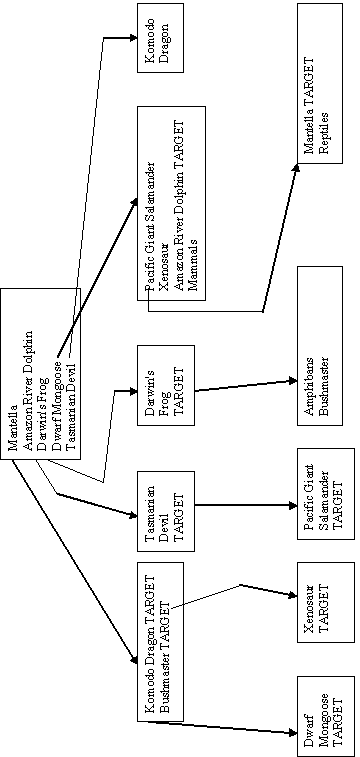 Mantella
Amazon River Dolphin
Darwin's Frog
Dwarf Mongoose
Tasmanian Devil
Komodo Dragon TARGET
Bushmaster TARGET
Tasmanian
Devil
TARGET
Darwin's
Frog
TARGET
Pacific Giant Salamander
Xenosaur
Amazon River Dolphin TARGET
Mammals
Komodo
Dragon
Dwarf
Mongoose
TARGET
Xenosaur
TARGET
Pacific Giant
Salamander
TARGET
Amphibans
Bushmaster
Mantella TARGET
Reptiles